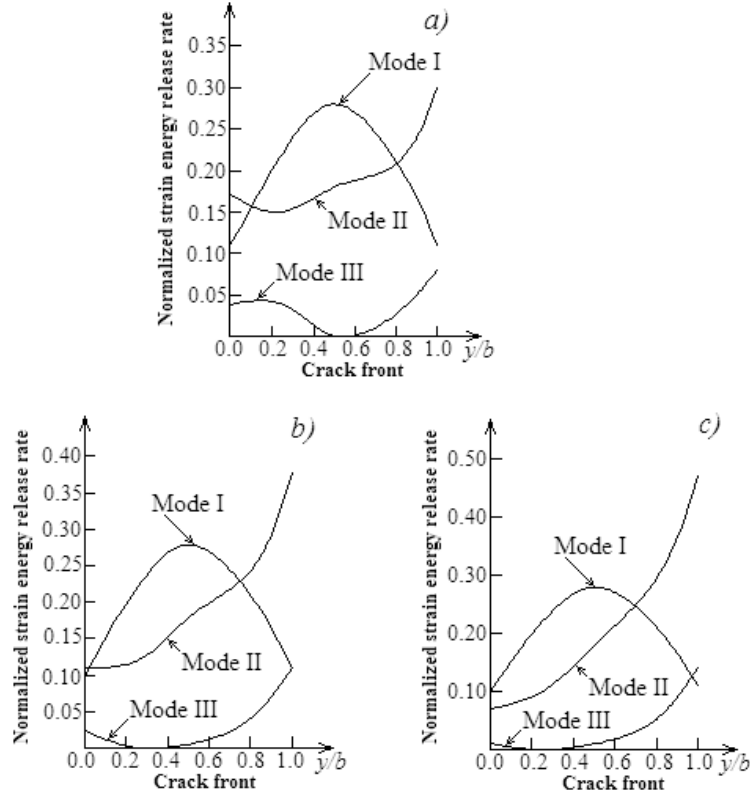 a)
Normalized strain energy release rate
0.35
0.30
0.25
0.20
0.15
0.10
0.05
Mode I
Mode II
Mode III
0.0 0.2 0.4 0.6 0.8 1.0 y/b
Crack front
b)
Normalized strain energy release rate
0.40
0.35
0.30
0.25
0.20
0.15
0.10
0.05
Mode I
Mode II
Mode III
0.0 0.2 0.4 0.6 0.8 1.0 y/b
Crack front
c)
Normalized strain energy release rate
0.50
0.40
0.30
0.20
0.10
Mode I
Mode II
Mode III
0.0 0.2 0.4 0.6 0.8 1.0 y/b
Crack front